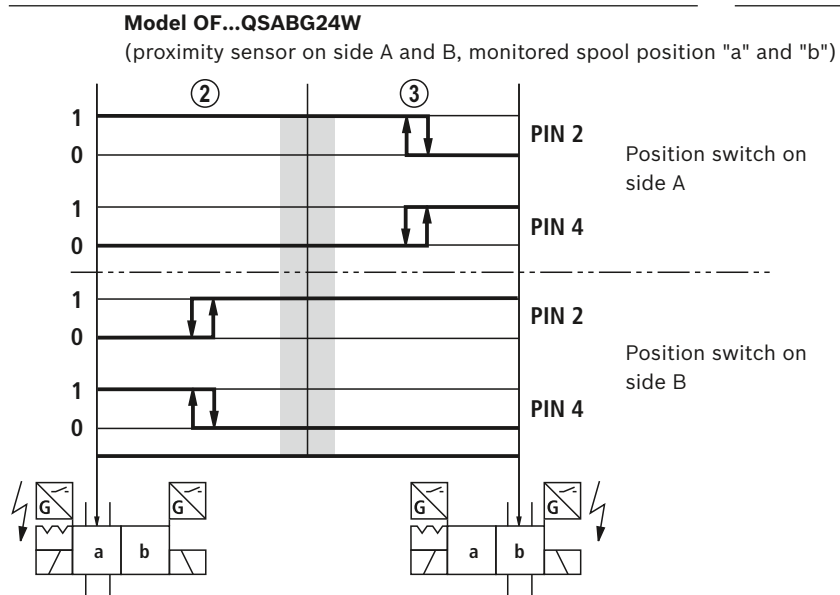 Model OF...QSABG24W
(proximity sensor on side A and B, monitored spool position "a" and "b")
2 3
1
0
PIN 2
1
0
PIN 4
Position switch on
side A
1
0
PIN 2
1
0
PIN 4
Position switch on
side B
G G G G
a b a b